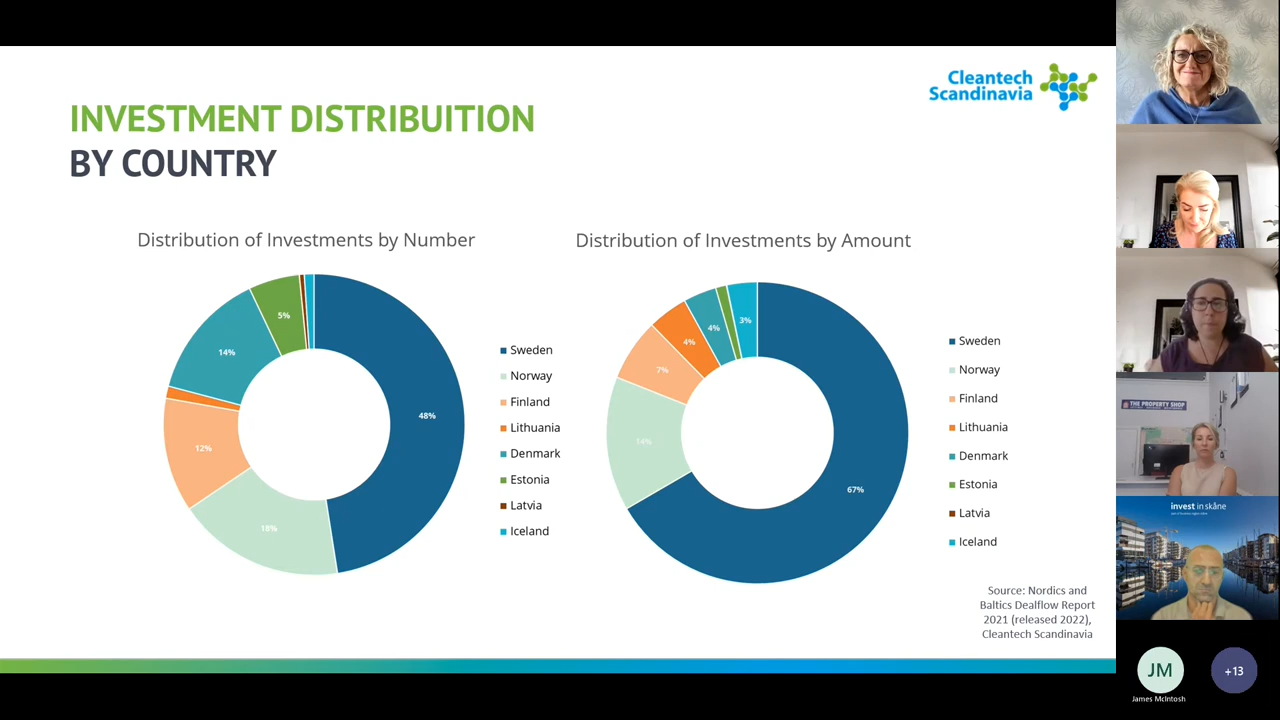 INVESTMENT DISTRIBUITION
BY COUNTRY
Cleantech
Scandinavia
Distribution of Investments by Number
5%
14%
48%
12%
18%
Sweden
Norway
Finland
Lithuania
Denmark
Estonia
Latvia
Iceland
Distribution of Investments by Amount
3%
4%
4%
7%
14%
67%
Sweden
Norway
Finland
Lithuania
Denmark
Estonia
Latvia
Iceland
Source: Nordics and
Baltics Dealflow Report
2021 (released 2022),
Cleantech Scandinavia
THE PROPERTY SHOP
invest in skåne
JM
+13
James McIntosh